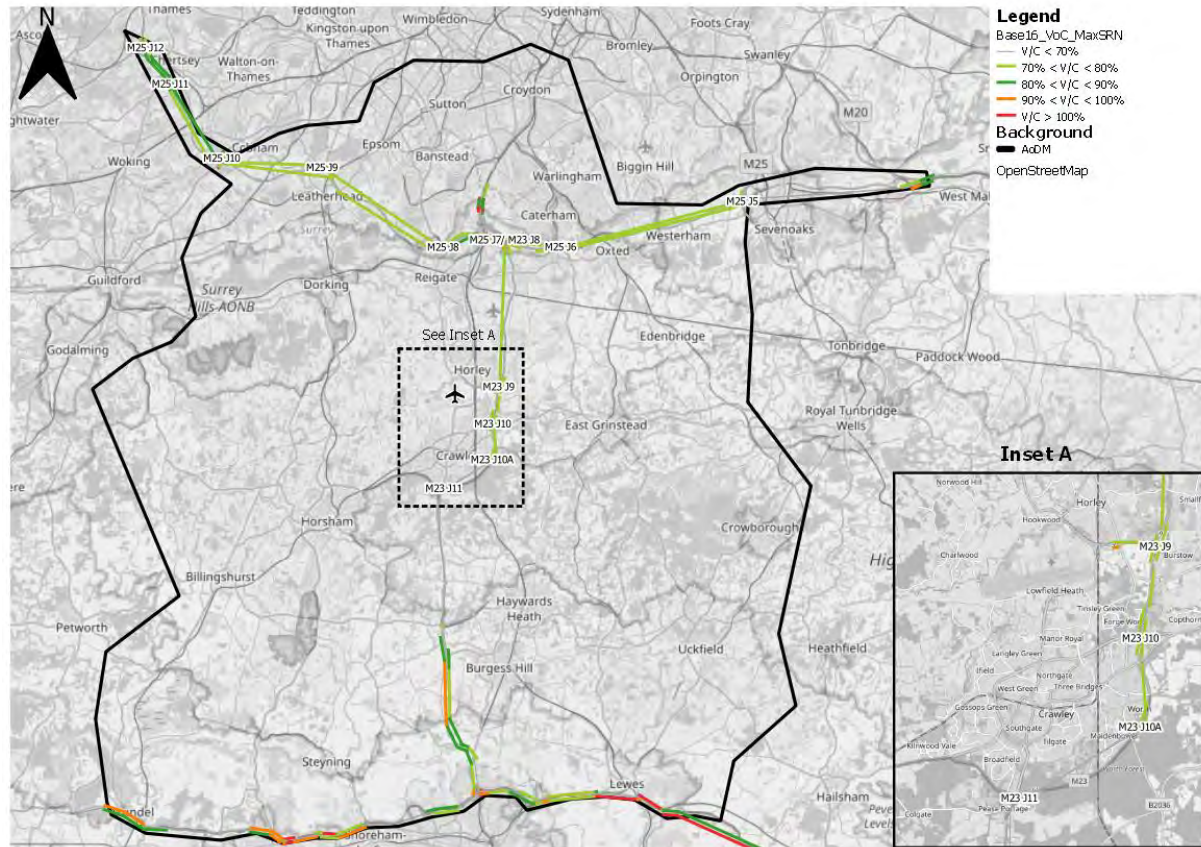 N
Thames
Teddington
Wimbledon
Sydenham
Foots Cray
Kingston upon
Thames
Bromley
Swanley
M25 J12
Walton-on-
Thames
M25 J11
Croydon
Orpington
Sutton
M20
Epsom
Banstead
Biggin Hill
M25
Woking
M25 J10
M25 J9
Warlingham
Leatherhead
Caterham
M25 J5
Sevenoaks
Westerham
M25 J8
M25 J7/
M23 J8
M25 J6
Oxted
Guildford
Dorking
Reigate
Surrey
Hills AONB
Godalming
See Inset A
Edenbridge
Tonbridge
Paddock Wood
Horley
M23 J9
M23 J10
East Grinstead
Royal Tunbridge
Wells
M23 J10A
M23 J11
Horsham
Crowborough
Billingshurst
Haywards
Heath
Petworth
Uckfield
Heathfield
Burgess Hill
Steyning
Lewes
Hailsham
Legend
Base16_VoC_MaxSRN
V/C < 70%
70% < V/C < 80%
80% < V/C < 90%
90% < V/C < 100%
V/C > 100%
Background
AoDM
OpenStreetMap
Inset A
Norwood Hill
Horley
Hookwood
Charlwood
M23 J9
Burstow
Lowfield Heath
Tinsley Green
Manor Royal
M23 J10
Langley Green
Ifield
Northgate
West Green
Three Bridges
Gossops Green
Crawley
Southgate
Tilgate
M23 J10A
Broadfield
M23
M23 J11
Pease Pottage
Colgate
B2036